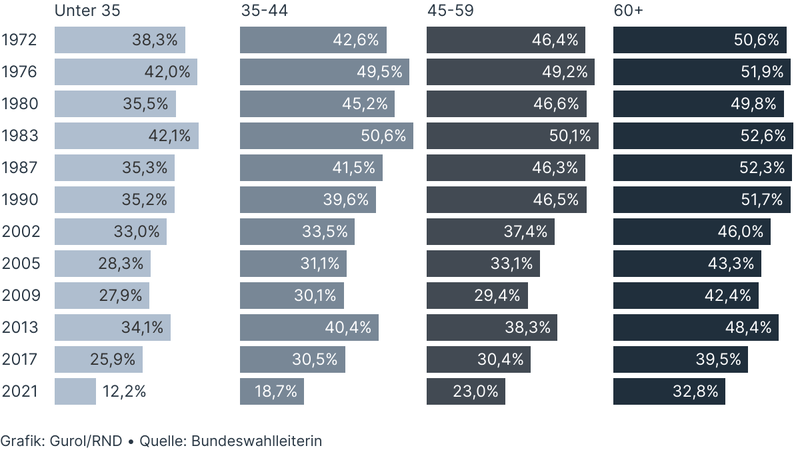 Unter 35 35-44 45-59 60+
1972 38,3% 42,6% 46,4% 50,6%
1976 42,0% 49,5% 49,2% 51,9%
1980 35,5% 45,2% 46,6% 49,8%
1983 42,1% 50,6% 50,1% 52,6%
1987 35,3% 41,5% 46,3% 52,3%
1990 35,2% 39,6% 46,5% 51,7%
2002 33,0% 33,5% 37,4% 46,0%
2005 28,3% 31,1% 33,1% 43,3%
2009 27,9% 30,1% 29,4% 42,4%
2013 34,1% 40,4% 38,3% 48,4%
2017 25,9% 30,5% 30,4% 39,5%
2021 12,2% 18,7% 23,0% 32,8%
Grafik: Gurol/RND • Quelle: Bundeswahlleiterin